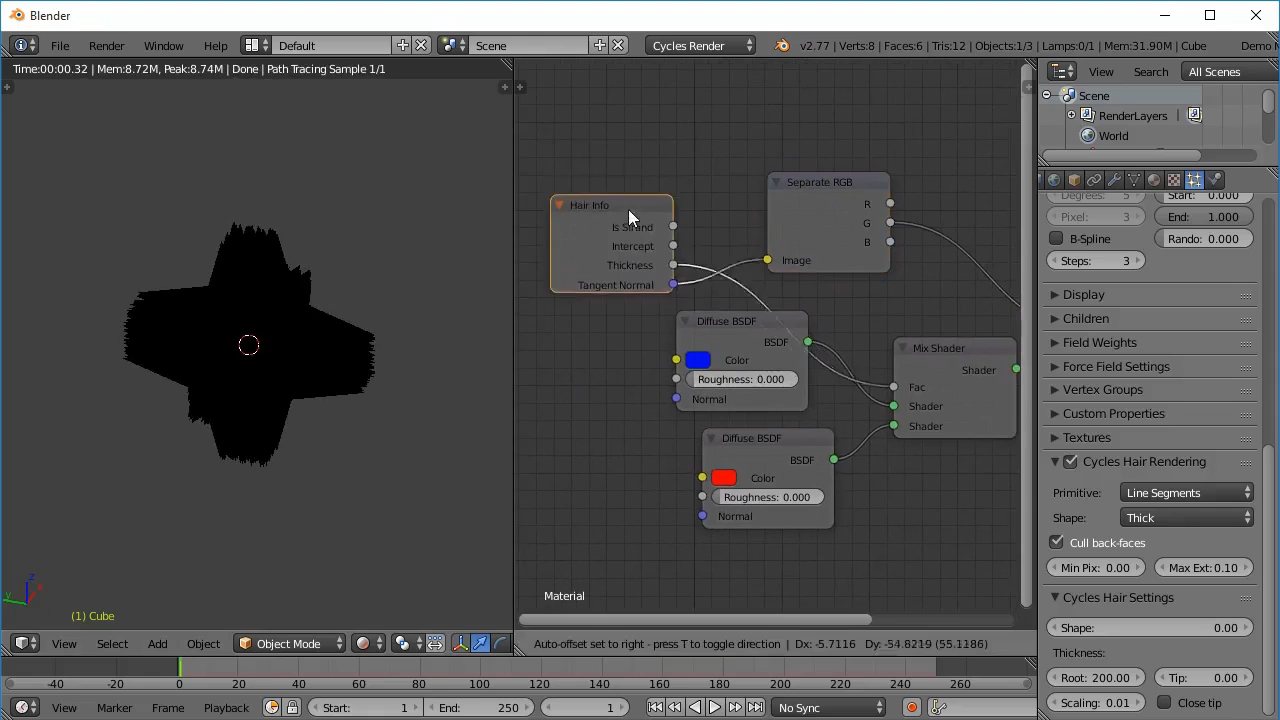 Blender
File Render Window Help Default Scene Cycles Render v2.77 | Verts:8 | Faces:6 | Tris:12 | Objects:1/3 | Lamps:0/1 | Mem:31.90M | Cube Demo
Time:00:00.32 | Mem:8.72M, Peak:8.74M | Done | Path Tracing Sample 1/1
View Search All Scenes
Scene
RenderLayers |
World
Degrees: 5 Start: 0.000
Pixel: 3 End: 1.000
B-Spline Rando: 0.000
Steps: 3
Display
Children
Field Weights
Force Field Settings
Vertex Groups
Custom Properties
Textures
Cycles Hair Rendering
Primitive: Line Segments
Shape: Thick
Cull back-faces
Min Pix: 0.00 Max Ext: 0.10
Cycles Hair Settings
Shape: 0.00
Thickness:
Root: 200.00 Tip: 0.00
Scaling: 0.01 Close tip
Hair Info
Is Strand
Intercept
Thickness
Tangent Normal
Separate RGB
R
G
B
Image
Diffuse BSDF
BSDF
Color
Roughness: 0.000
Normal
Diffuse BSDF
BSDF
Color
Roughness: 0.000
Normal
Mix Shader
Shader
Fac
Shader
Shader
Material
z
y
(1) Cube
View Select Add Object Object Mode
Auto-offset set to right - press T to toggle direction | Dx: -5.7116 Dy: -54.8219 (55.1186)
-40 -20 0 20 40 60 80 100 120 140 160 180 200 220 240 260
View Marker Frame Playback Start: 1 End: 250 1 No Sync